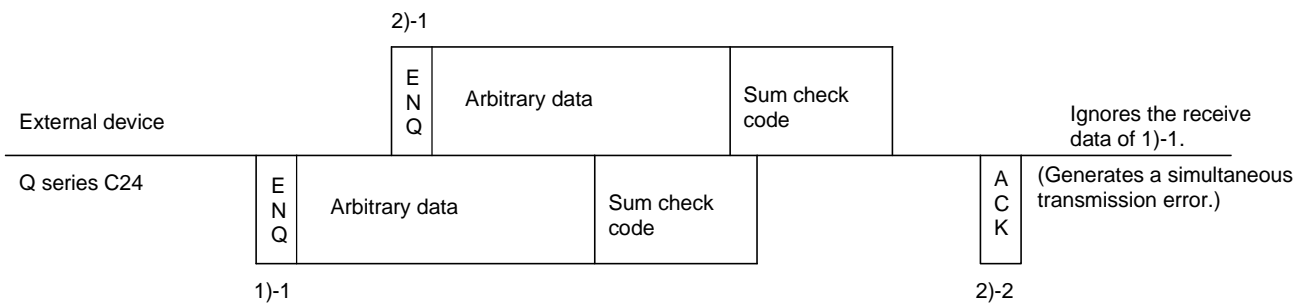 2)-1
E
N
Q
Arbitrary data
Sum check
code
External device
Ignores the receive
data of 1)-1.
Q series C24
E
N
Q
Arbitrary data
Sum check
code
A
C
K
(Generates a simultaneous
transmission error.)
1)-1
2)-2